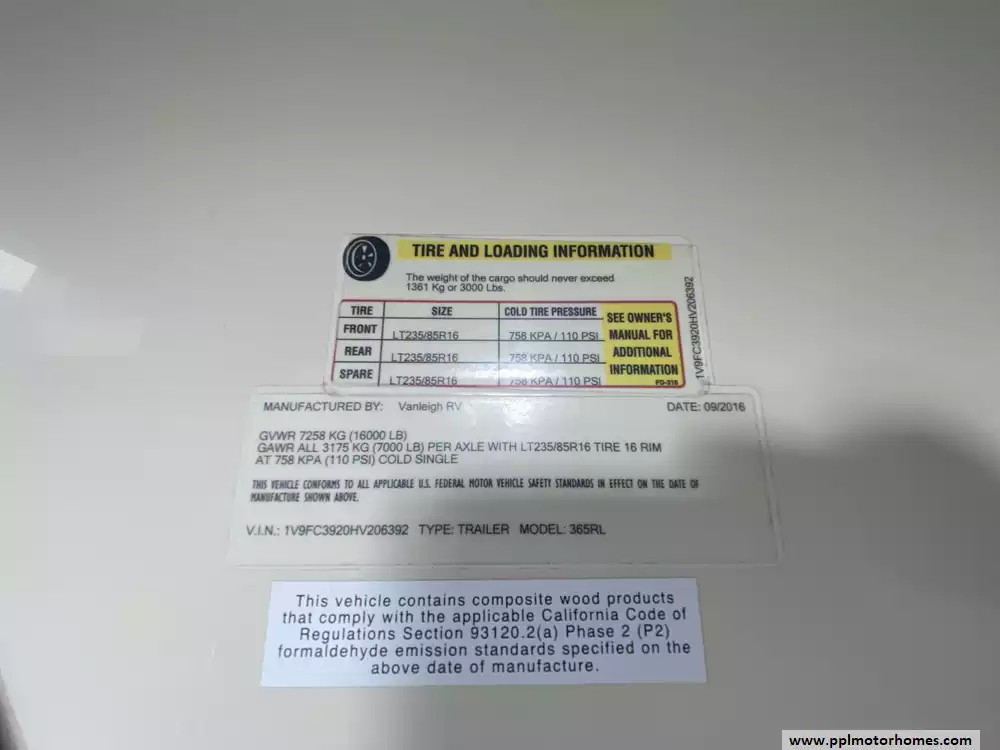 TIRE AND LOADING INFORMATION
The weight of the cargo should never exceed
1361 Kg or 3000 Lbs.
TIRE SIZE COLD TIRE PRESSURE
FRONT LT235/85R16 758 KPA / 110 PSI
REAR LT235/85R16 758 KPA / 110 PSI
SPARE LT235/85R16 758 KPA / 110 PSI
SEE OWNER'S
MANUAL FOR
ADDITIONAL
INFORMATION
FD-316
1V9FC3920HV206392
MANUFACTURED BY: Vanleigh RV DATE: 09/2016
GVWR 7258 KG (16000 LB)
GAWR ALL 3175 KG (7000 LB) PER AXLE WITH LT235/85R16 TIRE 16 RIM
AT 758 KPA (110 PSI) COLD SINGLE
THIS VEHICLE CONFORMS TO ALL APPLICABLE U.S. FEDERAL MOTOR VEHICLE SAFETY STANDARDS IN EFFECT ON THE DATE OF
MANUFACTURE SHOWN ABOVE.
V.I.N.: 1V9FC3920HV206392 TYPE: TRAILER MODEL: 365RL
This vehicle contains composite wood products
that comply with the applicable California Code of
Regulations Section 93120.2(a) Phase 2 (P2)
formaldehyde emission standards specified on the
above date of manufacture.
www.pplmotorhomes.com